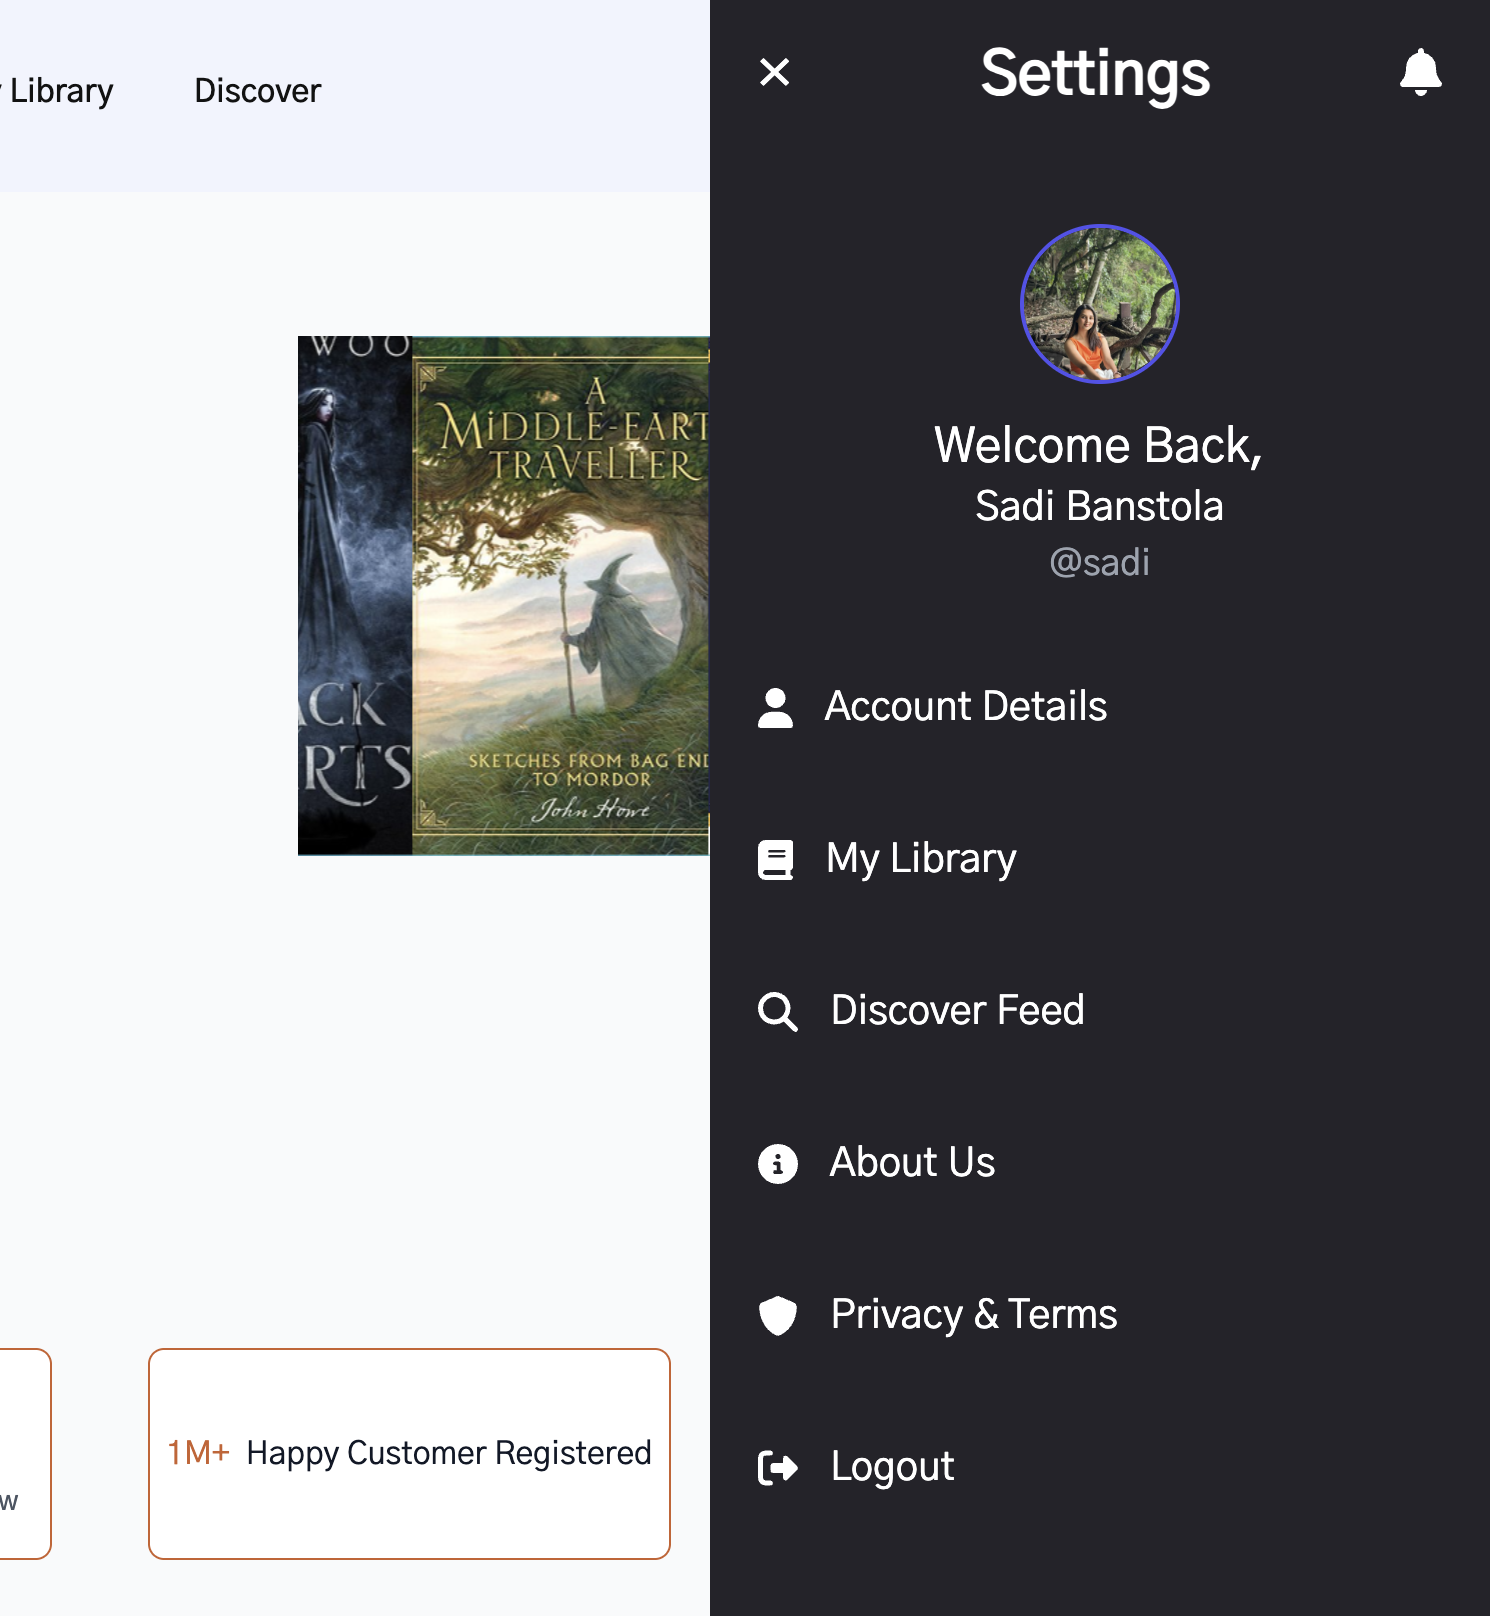 Library
Discover
WOO
ACK
RTS
A
MIDDLE-EART
TRAVELLER
SKETCHES FROM BAG END
TO MORDOR
John Howe
w
1M+ Happy Customer Registered
Settings
Welcome Back,
Sadi Banstola
@sadi
Account Details
My Library
Discover Feed
About Us
Privacy & Terms
Logout